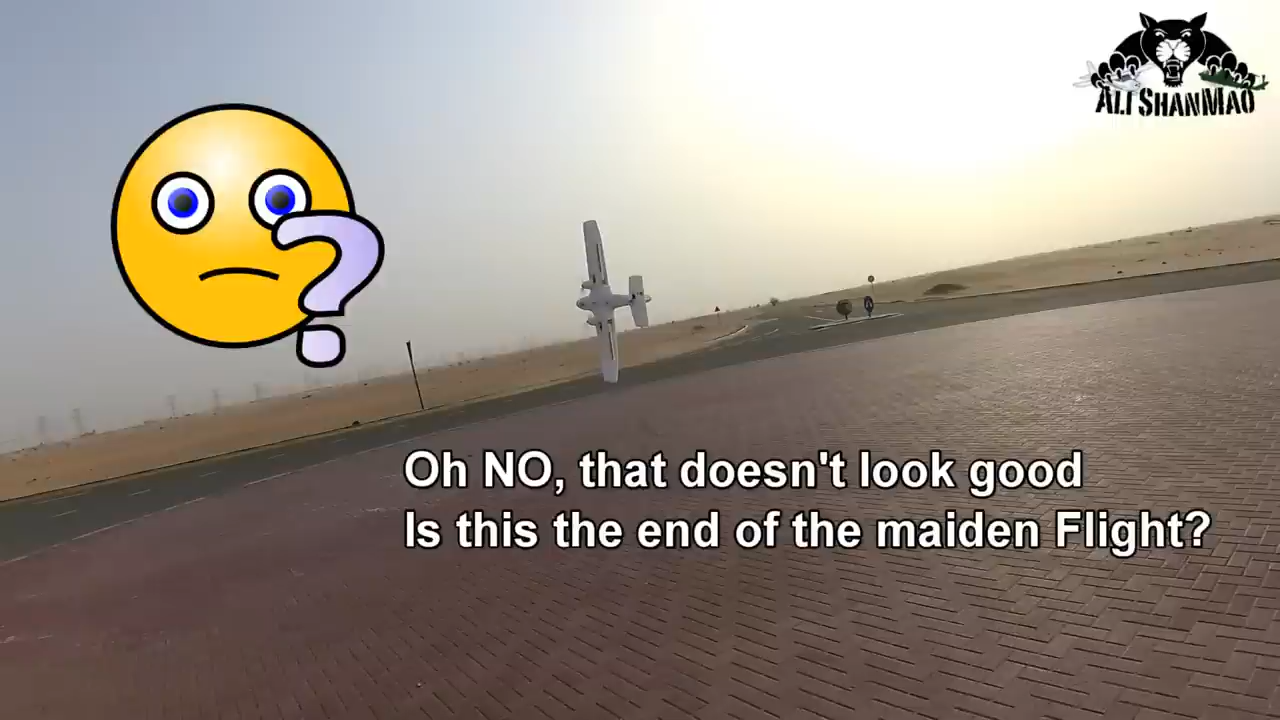 ALI SHANMAO
Oh NO, that doesn't look good
Is this the end of the maiden Flight?